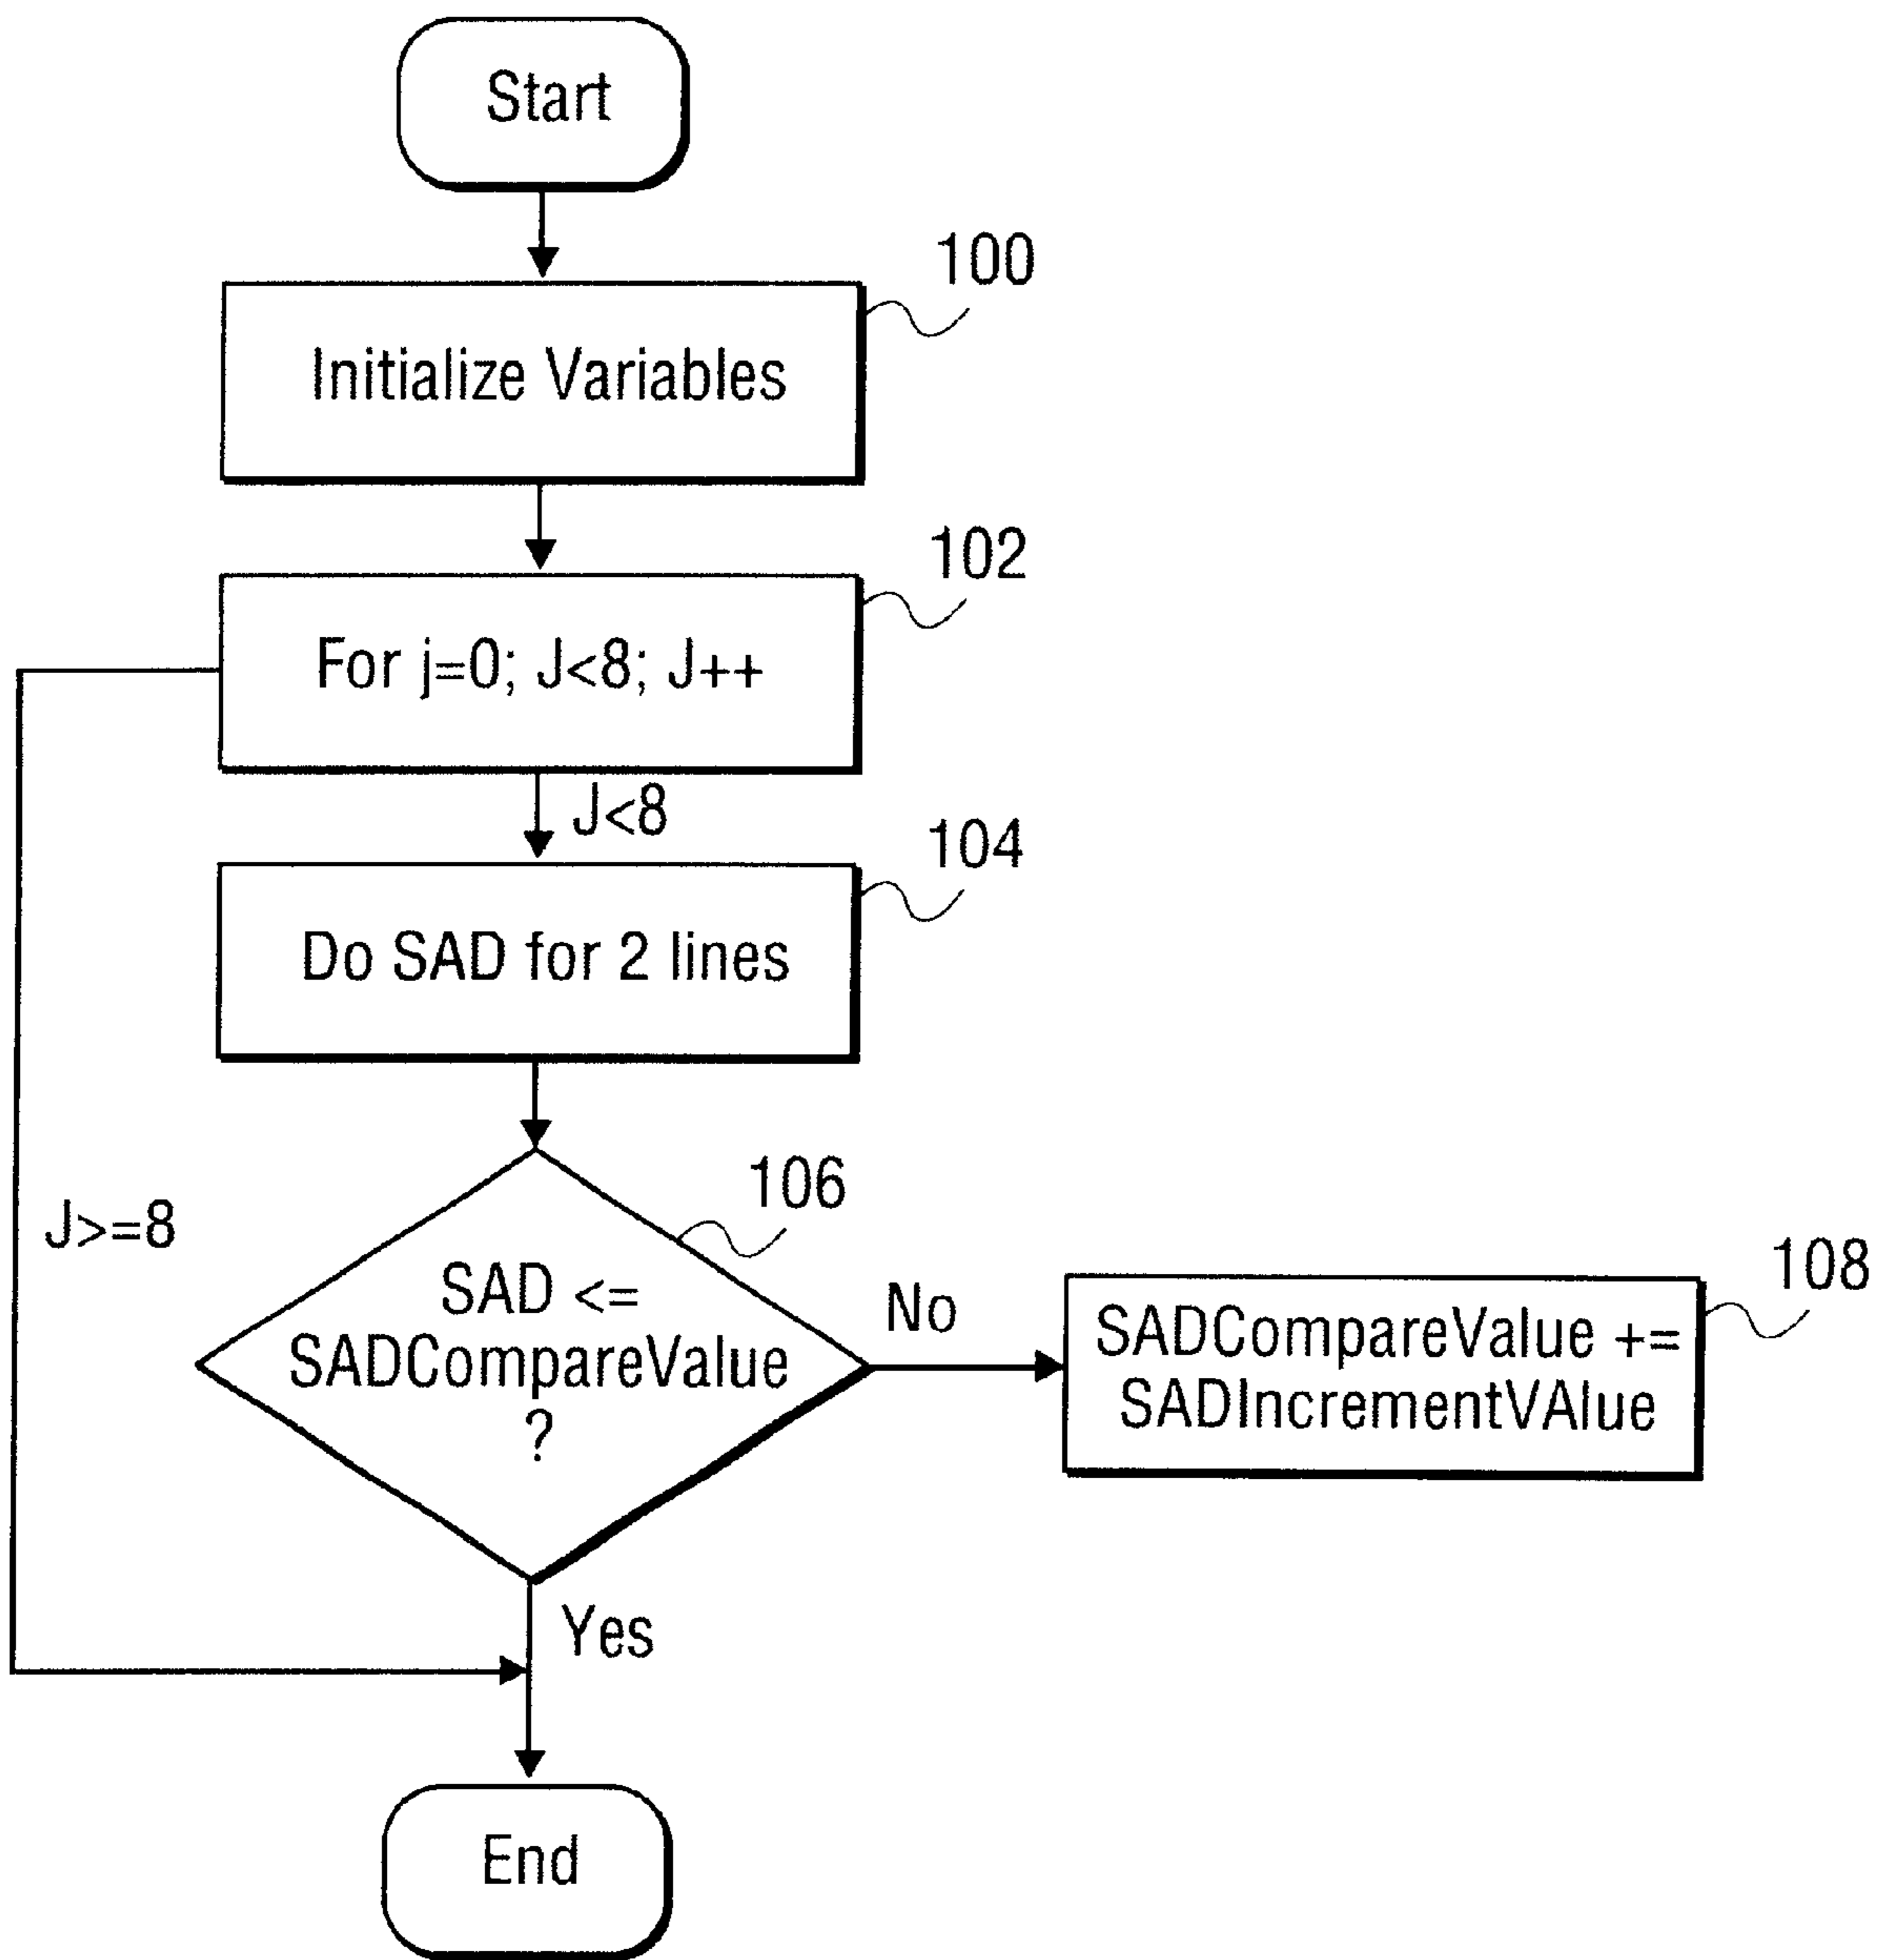 Start
100
Initialize Variables
102
For j=0; J<8; J++
J<8
104
Do SAD for 2 lines
106
J>=8
SAD <=
SADCompareValue
?
No
108
SADCompareValue +=
SADIncrementVAlue
Yes
End